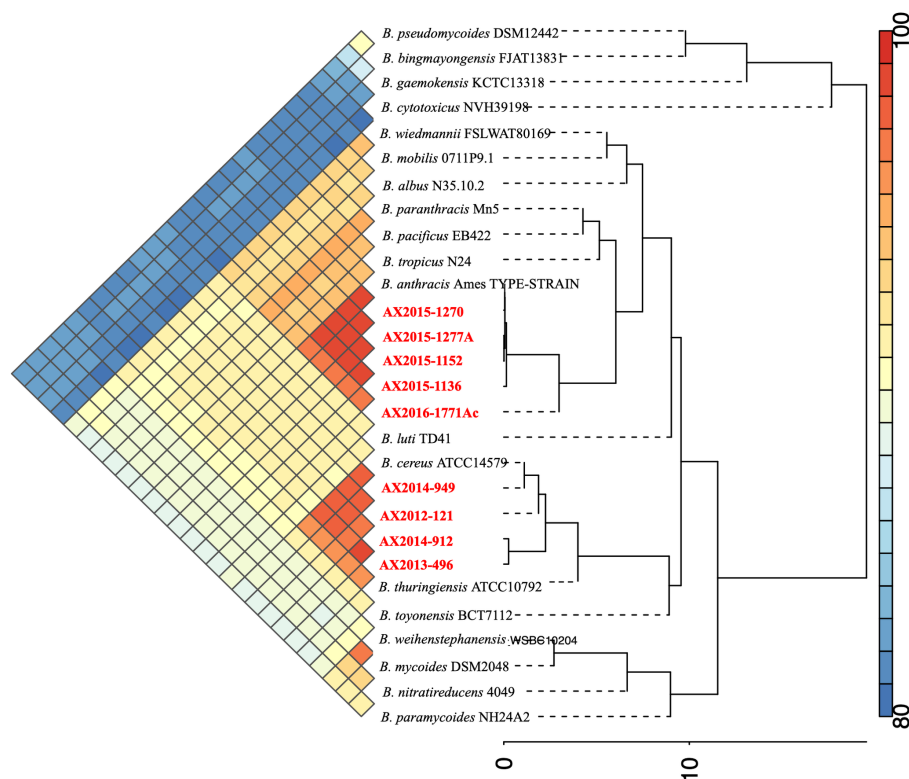 B. pseudomycoides DSM12442
B. bingmayongensis FJAT13831
B. gaemokensis KCTC13318
B. cytotoxicus NVH39198
B. wiedmannii FSLWAT80169
B. mobilis 0711P9.1
B. albus N35.10.2
B. paranthracis Mn5
B. pacificus EB422
B. tropicus N24
B. anthracis Ames TYPE-STRAIN
AX2015-1270
AX2015-1277A
AX2015-1152
AX2015-1136
AX2016-1771Ac
B. luti TD41
B. cereus ATCC14579
AX2014-949
AX2012-121
AX2014-912
AX2013-496
B. thuringiensis ATCC10792
B. toyonensis BCT7112
B. weihenstephanensis WSBC10204
B. mycoides DSM2048
B. nitratireducens 4049
B. paramycoides NH24A2
0
10
100
80